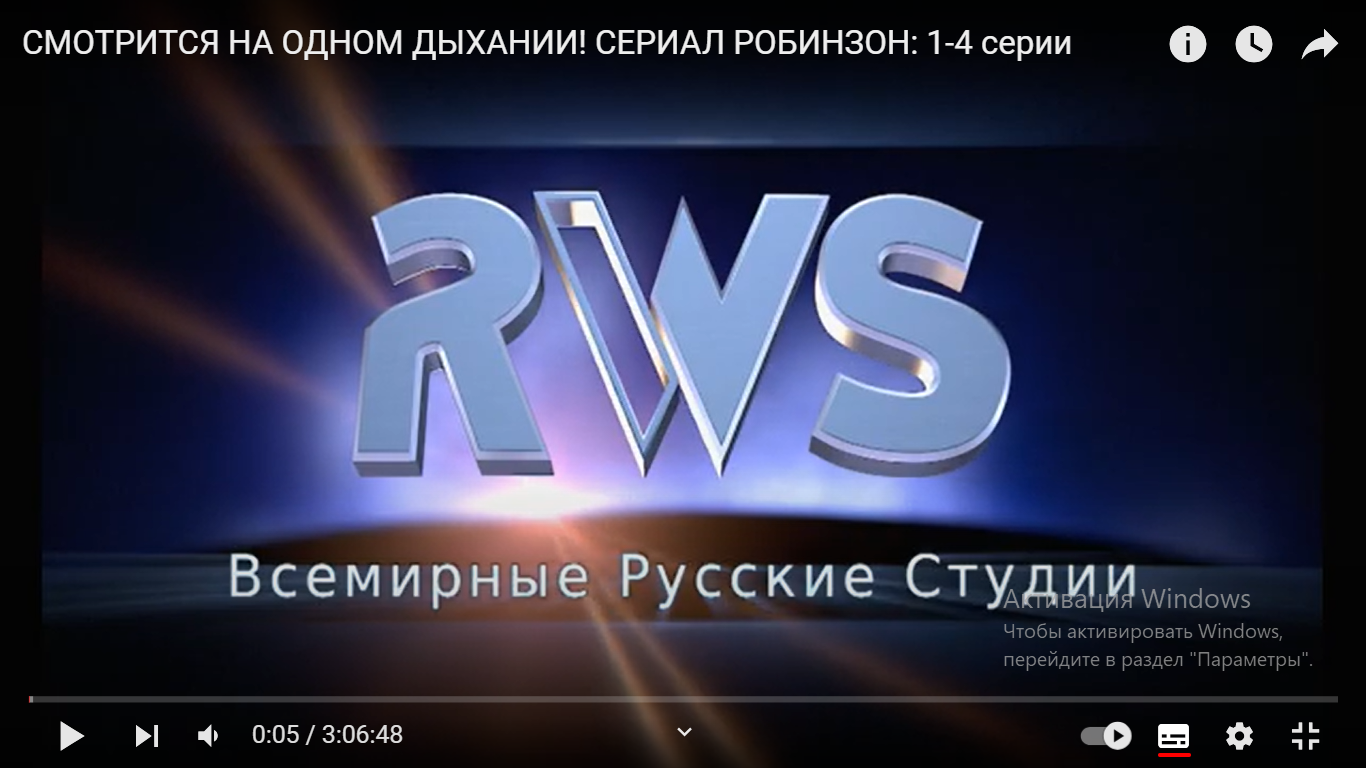 СМОТРИТСЯ НА ОДНОМ ДЫХАНИИ! СЕРИАЛ РОБИНЗОН: 1-4 серии
RWS
Всемирные Русские Студии
Активация Windows
Чтобы активировать Windows,
перейдите в раздел "Параметры".
0:05 / 3:06:48